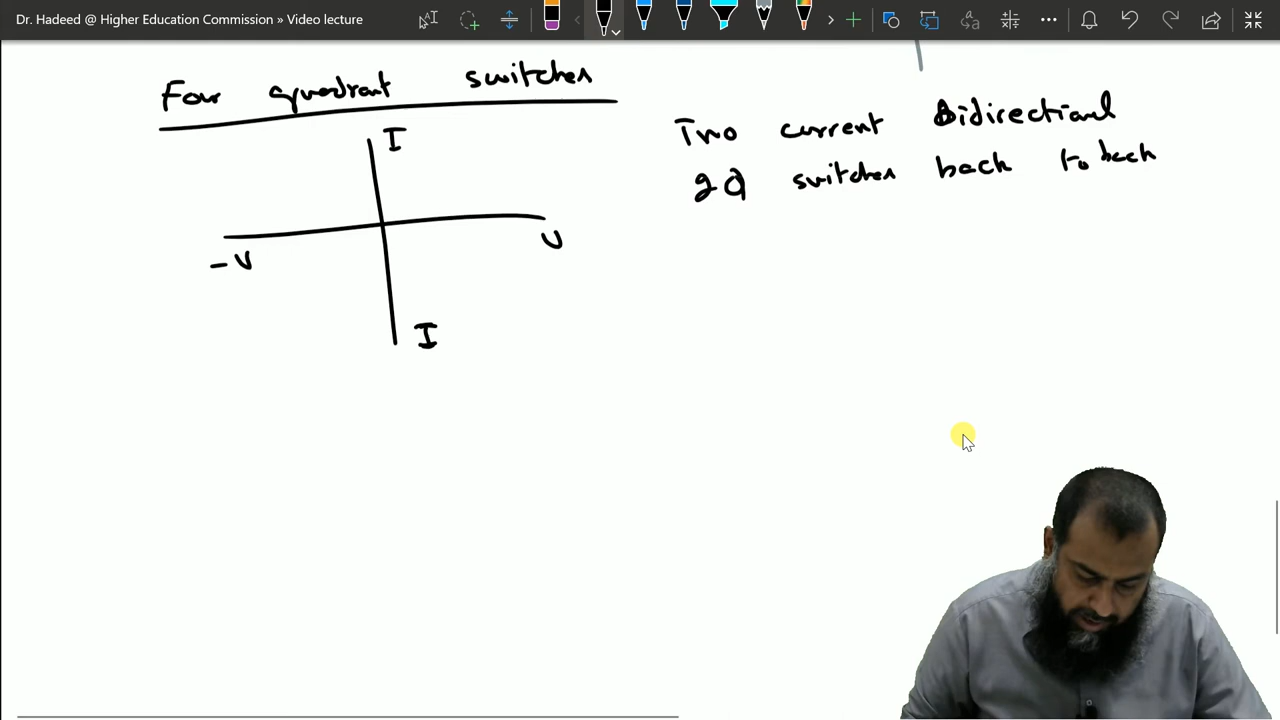 Dr. Hadeed @ Higher Education Commission » Video lecture
Four quadrant switches
I
-V
V
I
Two current Bidirectional
2Q switches back to back